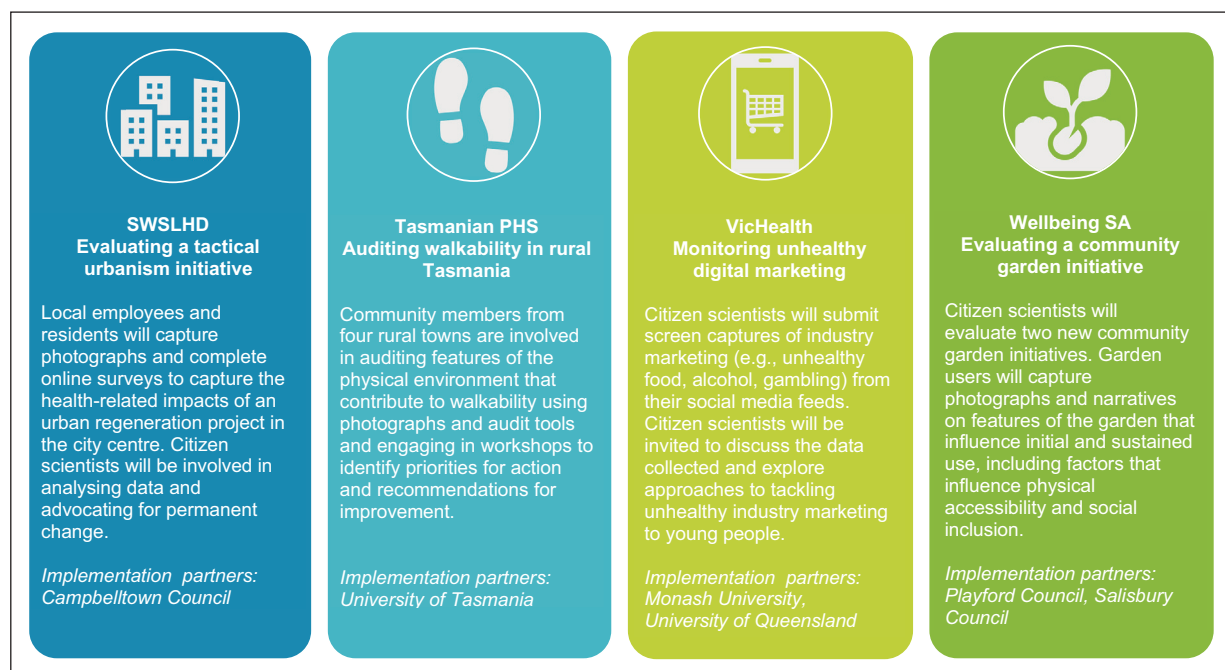 SWSLHD
Evaluating a tactical
urbanism initiative
Local employees and
residents will capture
photographs and complete
online surveys to capture the
health-related impacts of an
urban regeneration project in
the city centre. Citizen
scientists will be involved in
analysing data and
advocating for permanent
change.
Implementation partners:
Campbelltown Council
Tasmanian PHS
Auditing walkability in rural
Tasmania
Community members from
four rural towns are involved
in auditing features of the
physical environment that
contribute to walkability using
photographs and audit tools
and engaging in workshops to
identify priorities for action
and recommendations for
improvement.
Implementation partners:
University of Tasmania
VicHealth
Monitoring unhealthy
digital marketing
Citizen scientists will submit
screen captures of industry
marketing (e.g., unhealthy
food, alcohol, gambling) from
their social media feeds.
Citizen scientists will be
invited to discuss the data
collected and explore
approaches to tackling
unhealthy industry marketing
to young people.
Implementation partners:
Monash University,
University of Queensland
Wellbeing SA
Evaluating a community
garden initiative
Citizen scientists will
evaluate two new community
garden initiatives. Garden
users will capture
photographs and narratives
on features of the garden that
influence initial and sustained
use, including factors that
influence physical
accessibility and social
inclusion.
Implementation partners:
Playford Council, Salisbury
Council